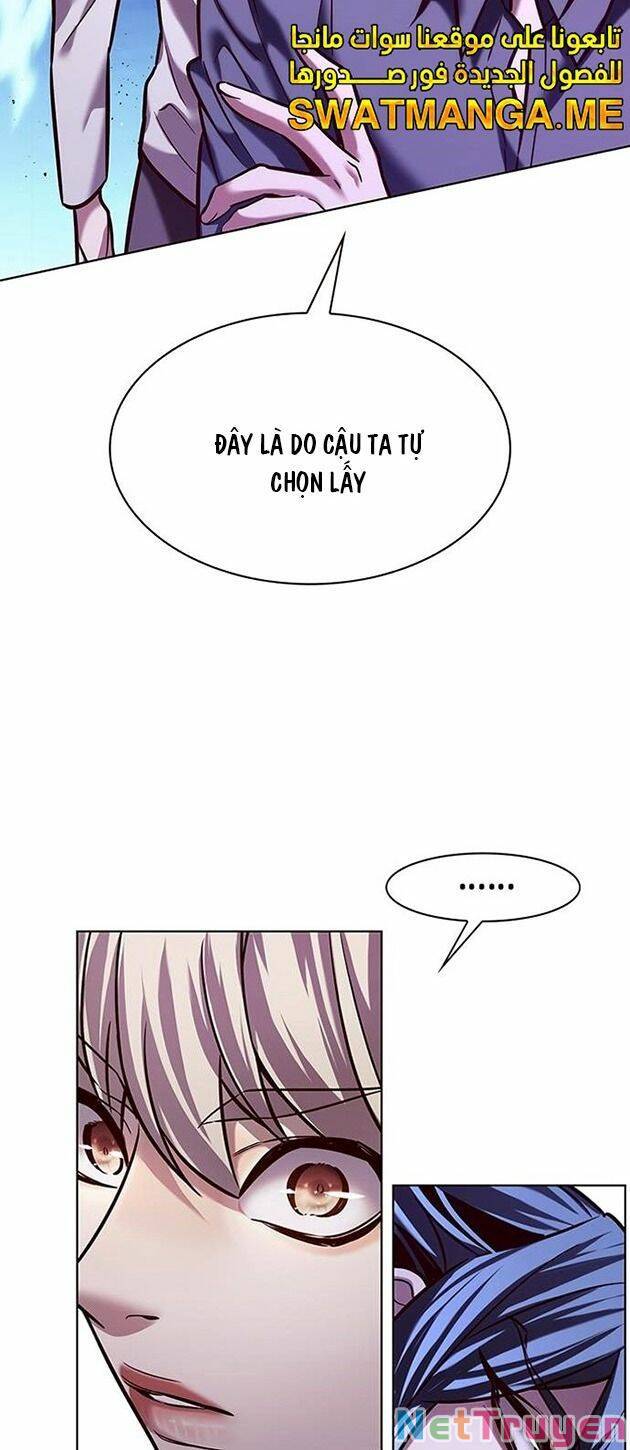 تابعونا على موقعنا سوات مانجا
للفصول الجديدة فور صـــدورها
SWATMANGA.ME
ĐÂY LÀ DO CẬU TA TỰ
CHỌN LẤY
......
NetTruyen